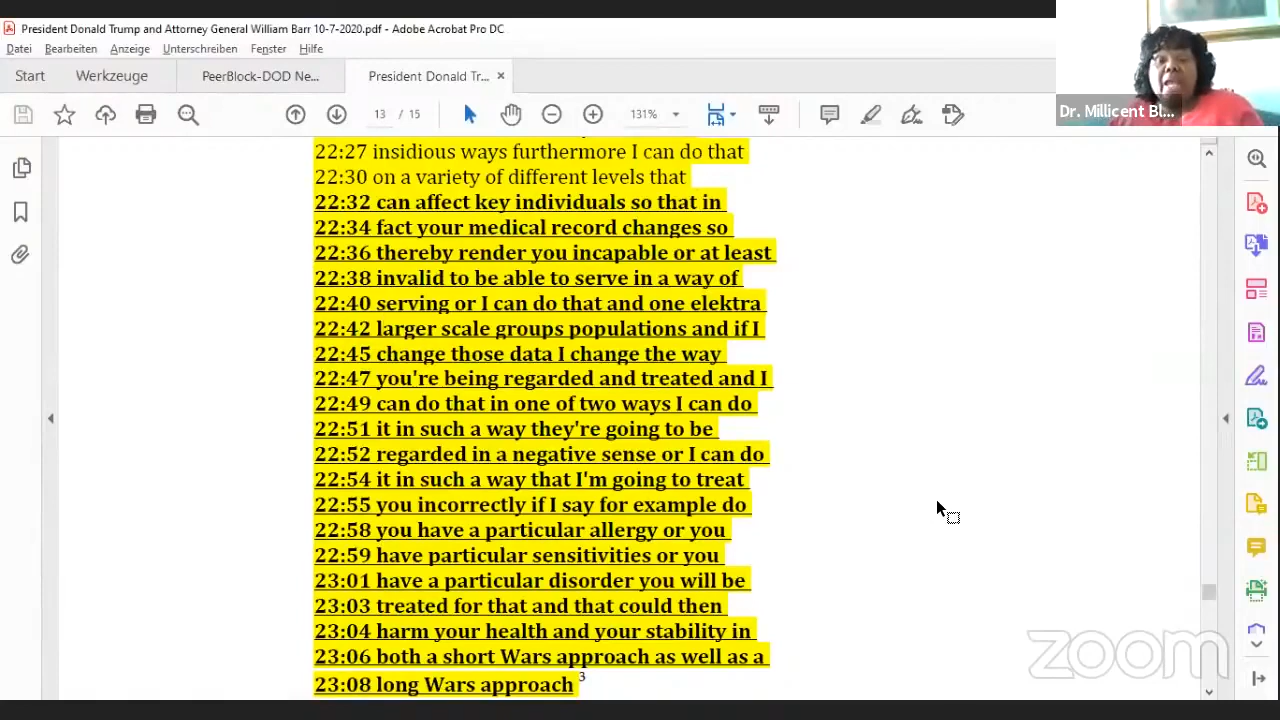 President Donald Trump and Attorney General William Barr 10-7-2020.pdf - Adobe Acrobat Pro DC
Datei Bearbeiten Anzeige Unterschreiben Fenster Hilfe
Start Werkzeuge PeerBlock-DOD Ne... President Donald Tr... ×
13 / 15 131%
Dr. Millicent Bl...
22:27 insidious ways furthermore I can do that
22:30 on a variety of different levels that
22:32 can affect key individuals so that in
22:34 fact your medical record changes so
22:36 thereby render you incapable or at least
22:38 invalid to be able to serve in a way of
22:40 serving or I can do that and one elektra
22:42 larger scale groups populations and if I
22:45 change those data I change the way
22:47 you're being regarded and treated and I
22:49 can do that in one of two ways I can do
22:51 it in such a way they're going to be
22:52 regarded in a negative sense or I can do
22:54 it in such a way that I'm going to treat
22:55 you incorrectly if I say for example do
22:58 you have a particular allergy or you
22:59 have particular sensitivities or you
23:01 have a particular disorder you will be
23:03 treated for that and that could then
23:04 harm your health and your stability in
23:06 both a short Wars approach as well as a
23:08 long Wars approach 3
zoom